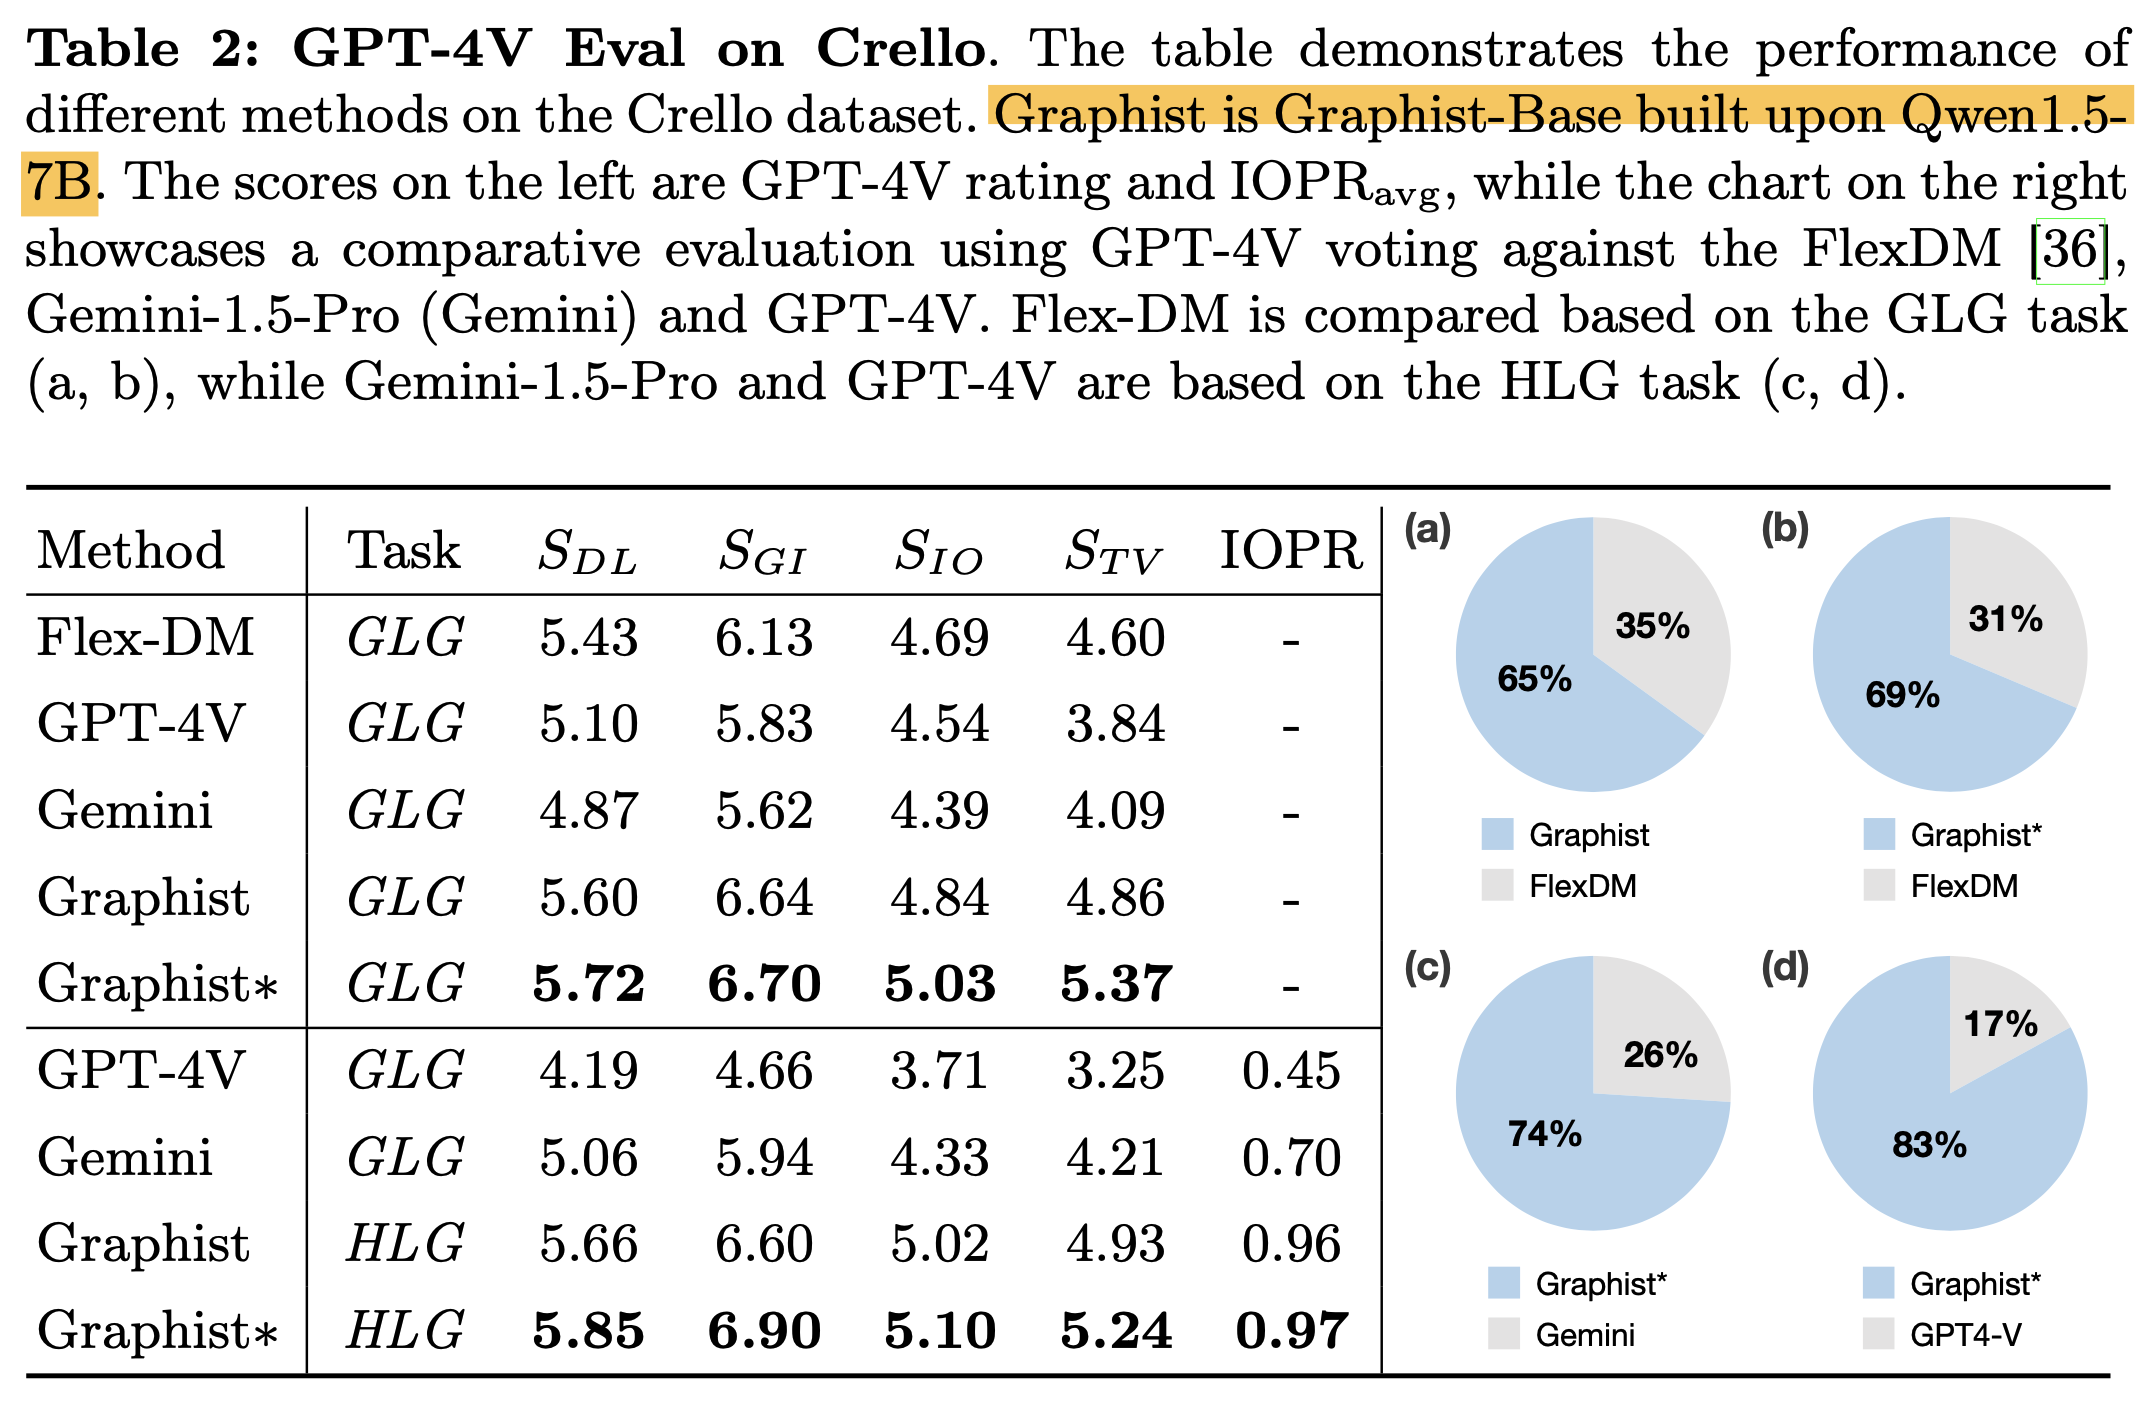 Table 2: GPT-4V Eval on Crello. The table demonstrates the performance of
different methods on the Crello dataset. Graphist is Graphist-Base built upon Qwen1.5-
7B. The scores on the left are GPT-4V rating and IOPRavg, while the chart on the right
showcases a comparative evaluation using GPT-4V voting against the FlexDM [36],
Gemini-1.5-Pro (Gemini) and GPT-4V. Flex-DM is compared based on the GLG task
(a, b), while Gemini-1.5-Pro and GPT-4V are based on the HLG task (c, d).
Method Task SDL SGI SIO STV IOPR
Flex-DM GLG 5.43 6.13 4.69 4.60 -
GPT-4V GLG 5.10 5.83 4.54 3.84 -
Gemini GLG 4.87 5.62 4.39 4.09 -
Graphist GLG 5.60 6.64 4.84 4.86 -
Graphist* GLG 5.72 6.70 5.03 5.37 -
GPT-4V GLG 4.19 4.66 3.71 3.25 0.45
Gemini GLG 5.06 5.94 4.33 4.21 0.70
Graphist HLG 5.66 6.60 5.02 4.93 0.96
Graphist* HLG 5.85 6.90 5.10 5.24 0.97
(a)
35%
65%
Graphist
FlexDM
(b)
31%
69%
Graphist*
FlexDM
(c)
26%
74%
Graphist*
Gemini
(d)
17%
83%
Graphist*
GPT4-V